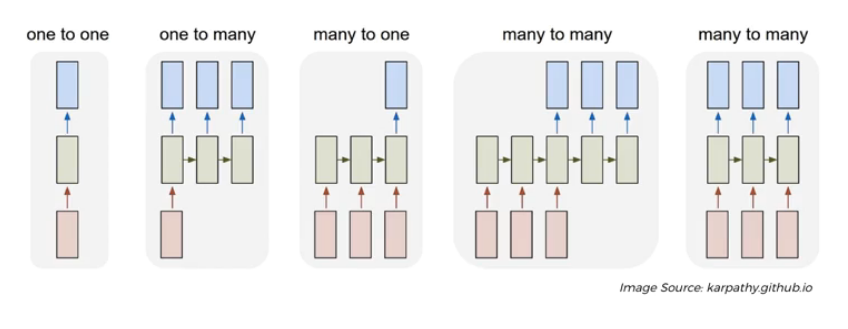 one to one
one to many
many to one
many to many
many to many
Image Source: karpathy.github.io